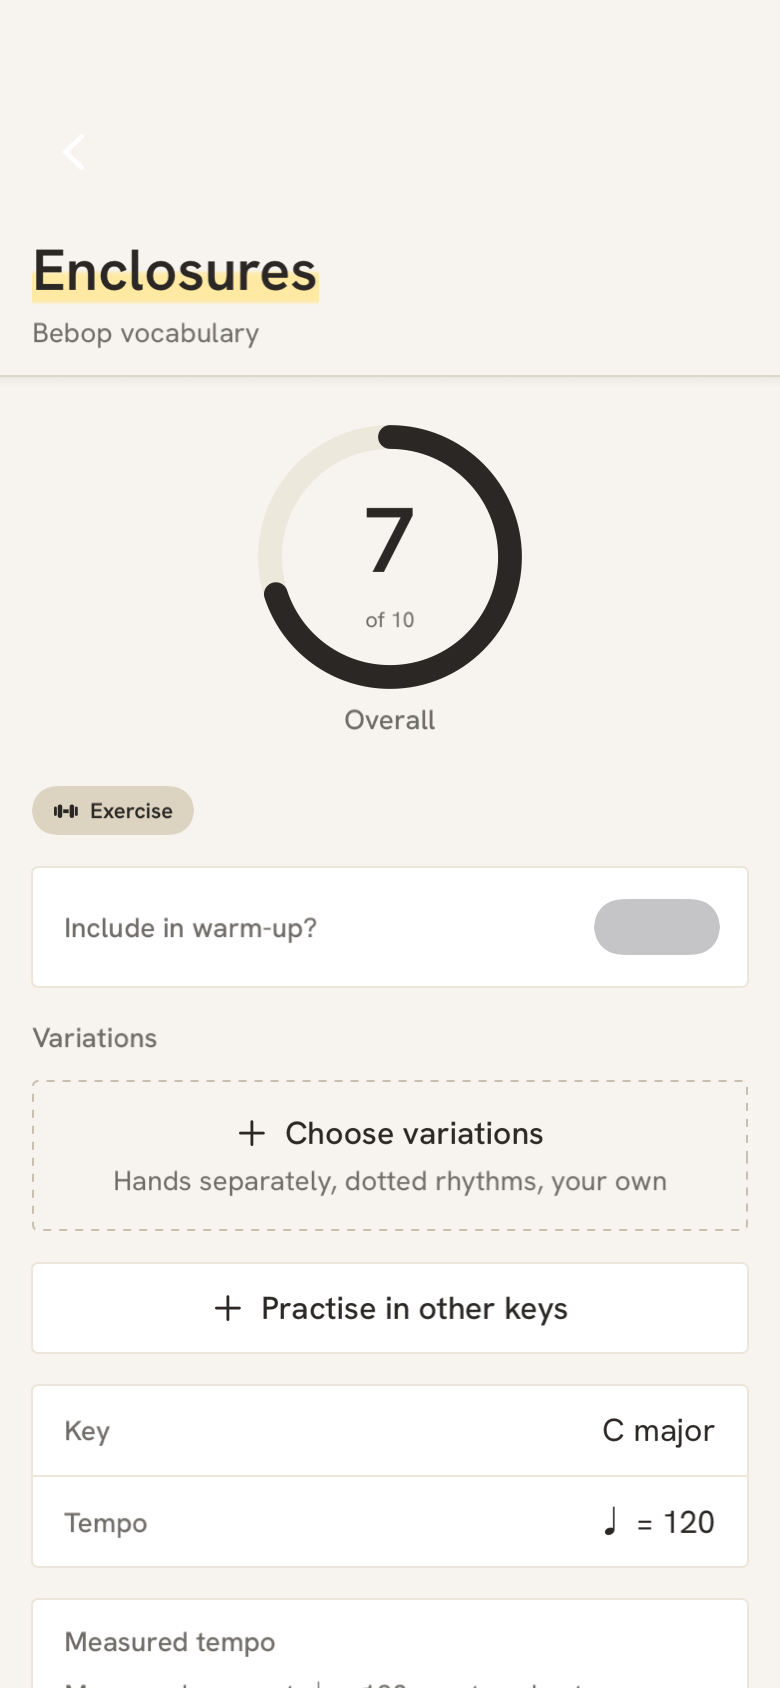 Enclosures
Bebop vocabulary
7
of 10
Overall
Exercise
Include in warm-up?
Variations
+ Choose variations
Hands separately, dotted rhythms, your own
+ Practise in other keys
Key C major
Tempo ♩ = 120
Measured tempo